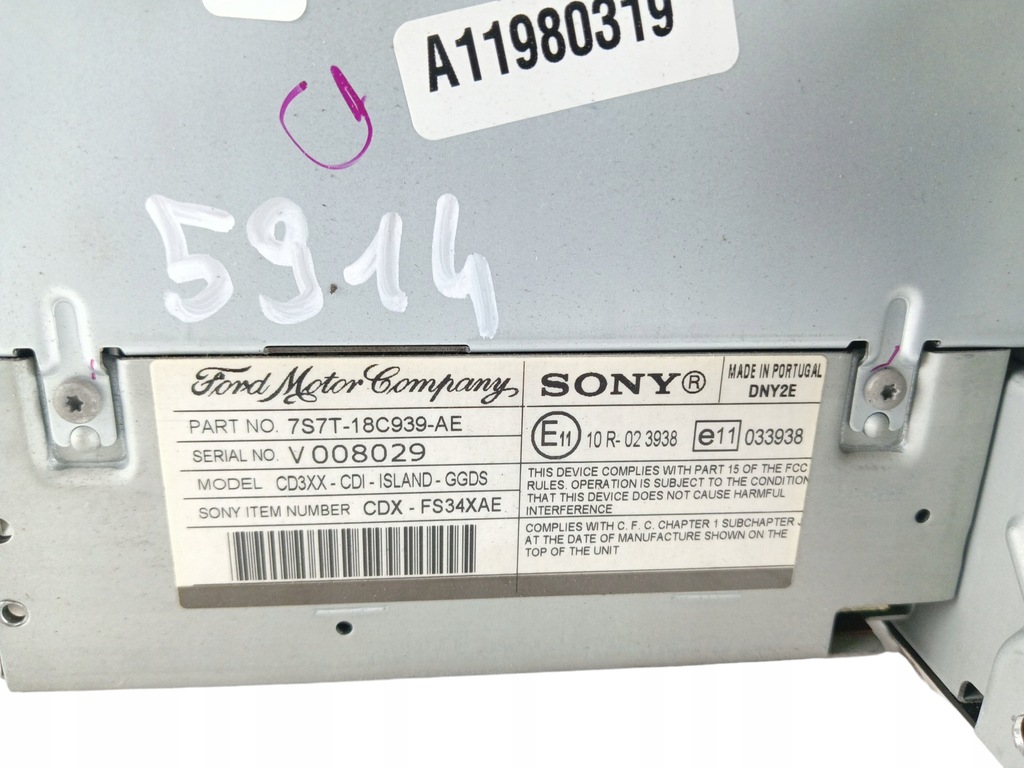 A11980319
5914
Ford Motor Company
SONY®
MADE IN PORTUGAL
DNY2E
PART NO. 7S7T-18C939-AE
SERIAL NO. V 008029
MODEL CD3XX - CDI - ISLAND - GGDS
SONY ITEM NUMBER CDX - FS34XAE
E11 10 R- 02 3938 e11 033938
THIS DEVICE COMPLIES WITH PART 15 OF THE FCC
RULES. OPERATION IS SUBJECT TO THE CONDITION
THAT THIS DEVICE DOES NOT CAUSE HARMFUL
INTERFERENCE
COMPLIES WITH C. F. C. CHAPTER 1 SUBCHAPTER J
AT THE DATE OF MANUFACTURE SHOWN ON THE
TOP OF THE UNIT